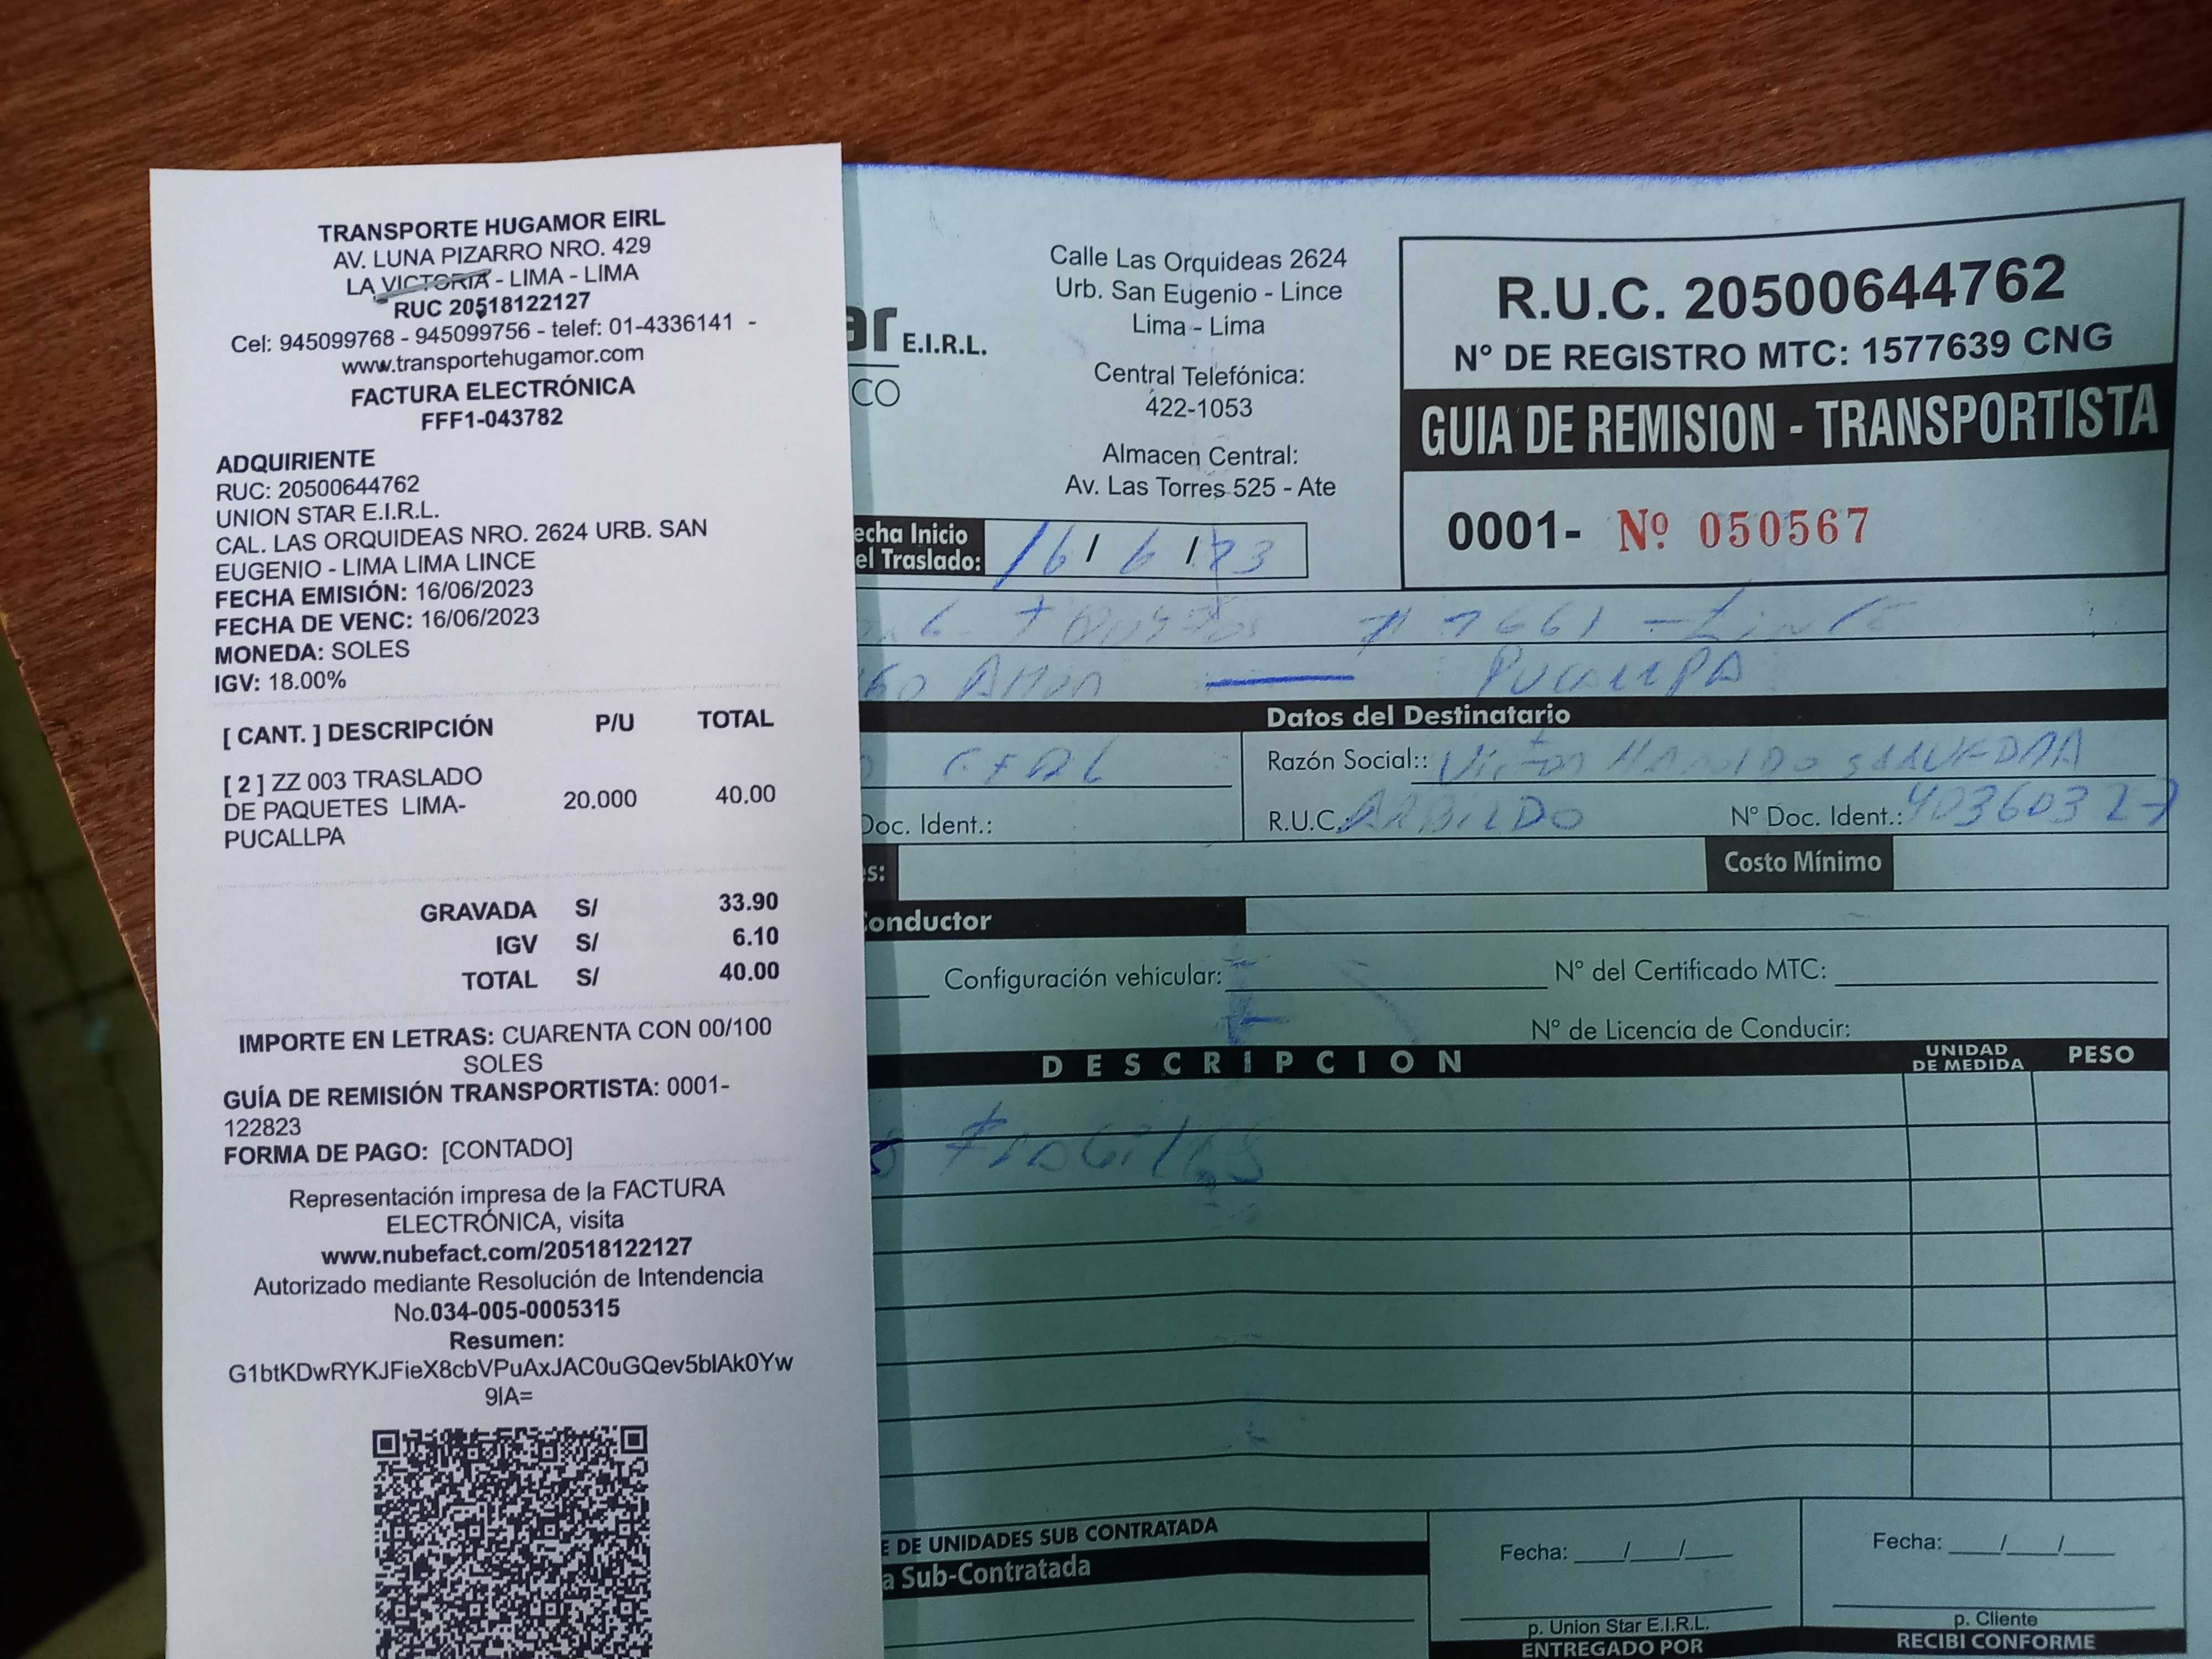 TRANSPORTE HUGAMOR EIRL
AV. LUNA PIZARRO NRO. 429
LA VICTORIA - LIMA - LIMA
RUC 20518122127
Cel: 945099768 - 945099756 - telef: 01-4336141 -
www.transportehugamor.com
FACTURA ELECTRÓNICA
FFF1-043782
ADQUIRIENTE
RUC: 20500644762
UNION STAR E.I.R.L.
CAL. LAS ORQUIDEAS NRO. 2624 URB. SAN
EUGENIO - LIMA LIMA LINCE
FECHA EMISIÓN: 16/06/2023
FECHA DE VENC: 16/06/2023
MONEDA: SOLES
IGV: 18.00%
[ CANT. ] DESCRIPCIÓN P/U TOTAL
[ 2 ] ZZ 003 TRASLADO
DE PAQUETES LIMA- 20.000 40.00
PUCALLPA
GRAVADA S/ 33.90
IGV S/ 6.10
TOTAL S/ 40.00
IMPORTE EN LETRAS: CUARENTA CON 00/100
SOLES
GUÍA DE REMISIÓN TRANSPORTISTA: 0001-
122823
FORMA DE PAGO: [CONTADO]
Representación impresa de la FACTURA
ELECTRÓNICA, visita
www.nubefact.com/20518122127
Autorizado mediante Resolución de Intendencia
No.034-005-0005315
Resumen:
G1btKDwRYKJFieX8cbVPuAxJAC0uGQev5blAk0Yw
9IA=
ar E.I.R.L.
CO
Calle Las Orquideas 2624
Urb. San Eugenio - Lince
Lima - Lima
Central Telefónica:
422-1053
Almacen Central:
Av. Las Torres 525 - Ate
R.U.C. 20500644762
N° DE REGISTRO MTC: 1577639 CNG
GUIA DE REMISION - TRANSPORTISTA
0001- Nº 050567
echa Inicio
el Traslado: 16 / 6 / 23
# 1661 - Lince
PUCALLPA
Datos del Destinatario
Razón Social:: Victor
R.U.C.: ARBILDO N° Doc. Ident.: 40360327
Doc. Ident.:
s: Costo Mínimo
onductor
Configuración vehicular: N° del Certificado MTC:
N° de Licencia de Conducir:
DESCRIPCION UNIDAD DE MEDIDA PESO
E DE UNIDADES SUB CONTRATADA
a Sub-Contratada
Fecha: / /
p. Union Star E.I.R.L.
ENTREGADO POR
Fecha: / /
p. Cliente
RECIBI CONFORME